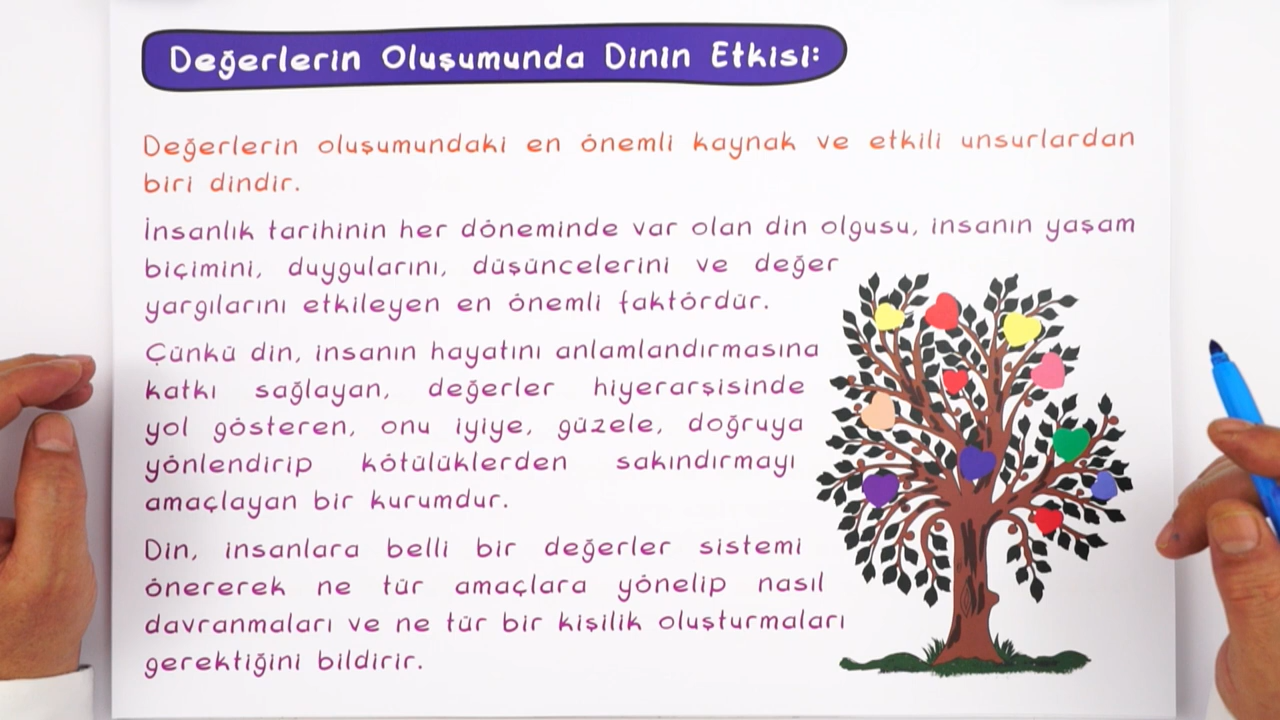 Değerlerin Oluşumunda Dinin Etkisi:
Değerlerin oluşumundaki en önemli kaynak ve etkili unsurlardan
biri dindir.
İnsanlık tarihinin her döneminde var olan din olgusu, insanın yaşam
biçimini, duygularını, düşüncelerini ve değer
yargılarını etkileyen en önemli faktördür.
Çünkü din, insanın hayatını anlamlandırmasına
katkı sağlayan, değerler hiyerarşisinde
yol gösteren, onu iyiye, güzele, doğruya
yönlendirip kötülüklerden sakındırmayı
amaçlayan bir kurumdur.
Din, insanlara belli bir değerler sistemi
önererek ne tür amaçlara yönelip nasıl
davranmaları ve ne tür bir kişilik oluşturmaları
gerektiğini bildirir.